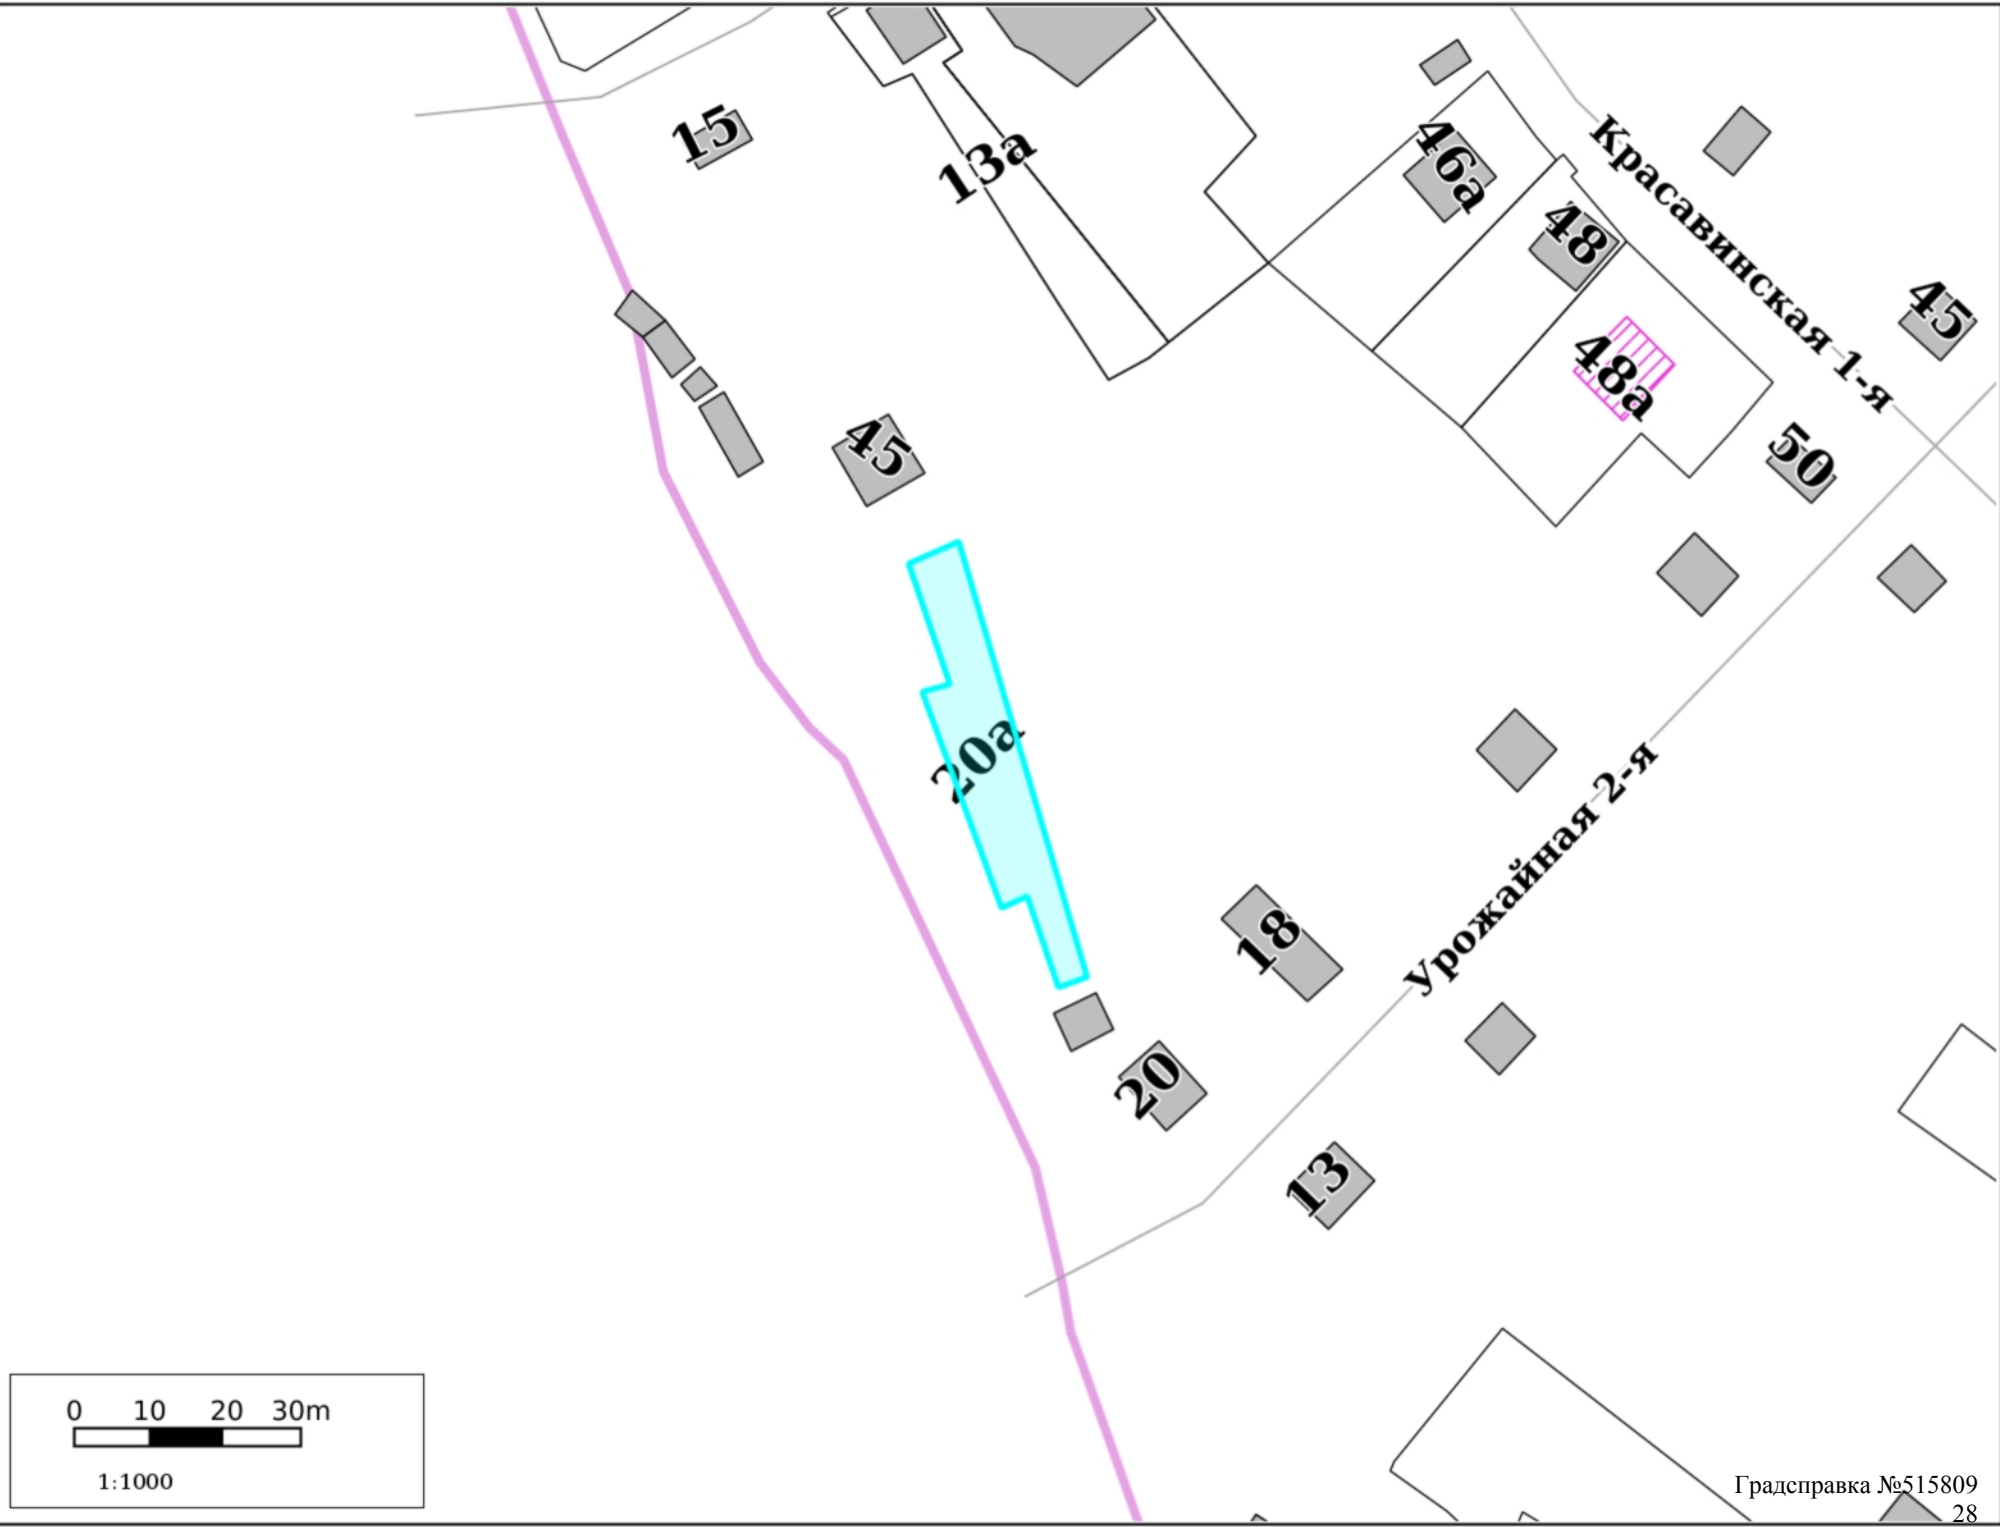 15
13а
46а
Красавинская 1-я
48
45
48а
45
50
20а
Урожайная 2-я
18
20
13
0 10 20 30m
1:1000
Градсправка №515809
28